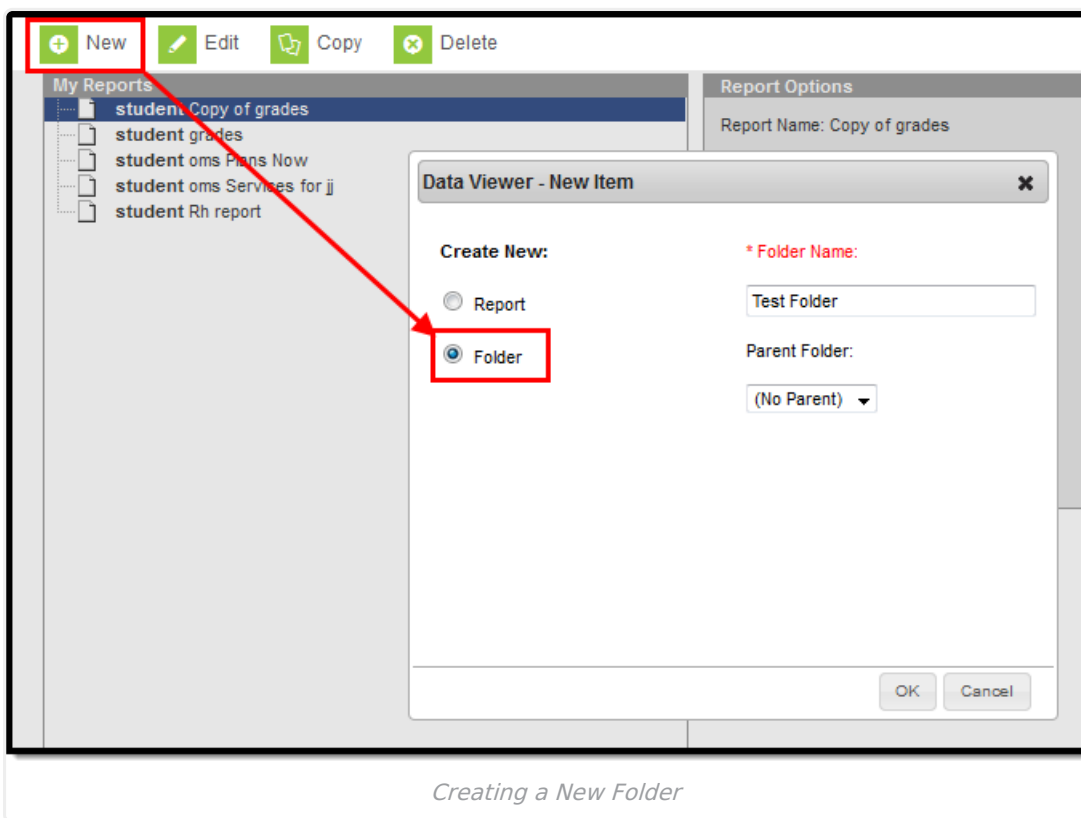 New Edit Copy Delete
My Reports
student Copy of grades
student grades
student oms Plans Now
student oms Services for jj
student Rh report
Report Options
Report Name: Copy of grades
Data Viewer - New Item
Create New:
Report
Folder
* Folder Name:
Test Folder
Parent Folder:
(No Parent)
OK Cancel
Creating a New Folder